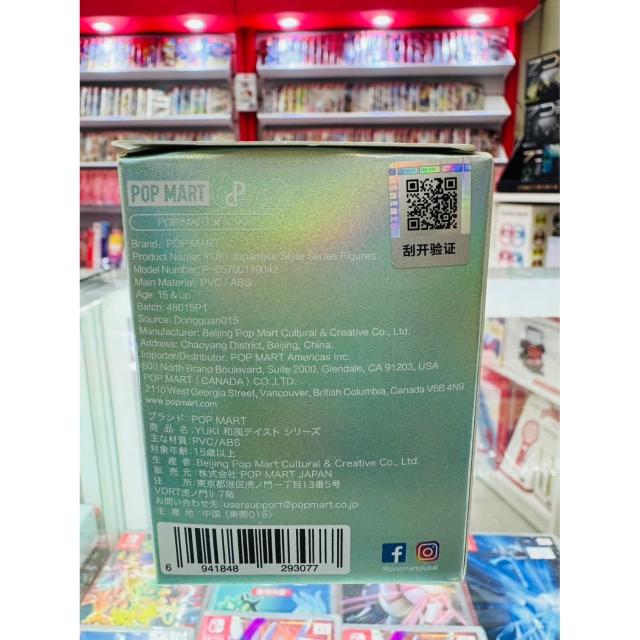 POP MART
POP MART × YUKI
刮开验证
Brand: POP MART
Product Name: YUKI Japanese Style Series Figures
Model Number: P-05700110042
Main Material: PVC / ABS
Age: 15 & up
Batch: 46015P1
Source: Dongguan015
Manufacturer: Beijing Pop Mart Cultural & Creative Co., Ltd.
Address: Chaoyang District, Beijing, China.
Importer/Distributor: POP MART Americas Inc.
500 North Brand Boulevard, Suite 2000, Glendale, CA 91203, USA
POP MART (CANADA) CO.,LTD.
2110 West Georgia Street, Vancouver, British Columbia, Canada V6B 4N9
www.popmart.com
ブランド：POP MART
商 品 名：YUKI 和風テイスト シリーズ
主な材質：PVC/ABS
対象年齢：15歳以上
生 産 者：Beijing Pop Mart Cultural & Creative Co., Ltd.
販 売 元：株式会社POP MART JAPAN
住 所：東京都港区虎ノ門一丁目13番5号
VORT虎ノ門II 7階
お問い合わせ先：usersupport@popmart.co.jp
生 産 地：中国（東莞015）
6 941848 293077
@popmartglobal